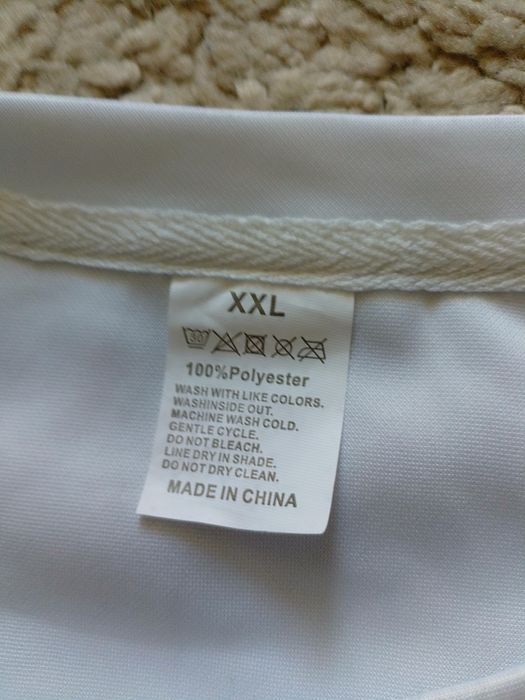 XXL
30
100%Polyester
WASH WITH LIKE COLORS.
WASHINSIDE OUT.
MACHINE WASH COLD.
GENTLE CYCLE.
DO NOT BLEACH.
LINE DRY IN SHADE.
DO NOT DRY CLEAN.
MADE IN CHINA